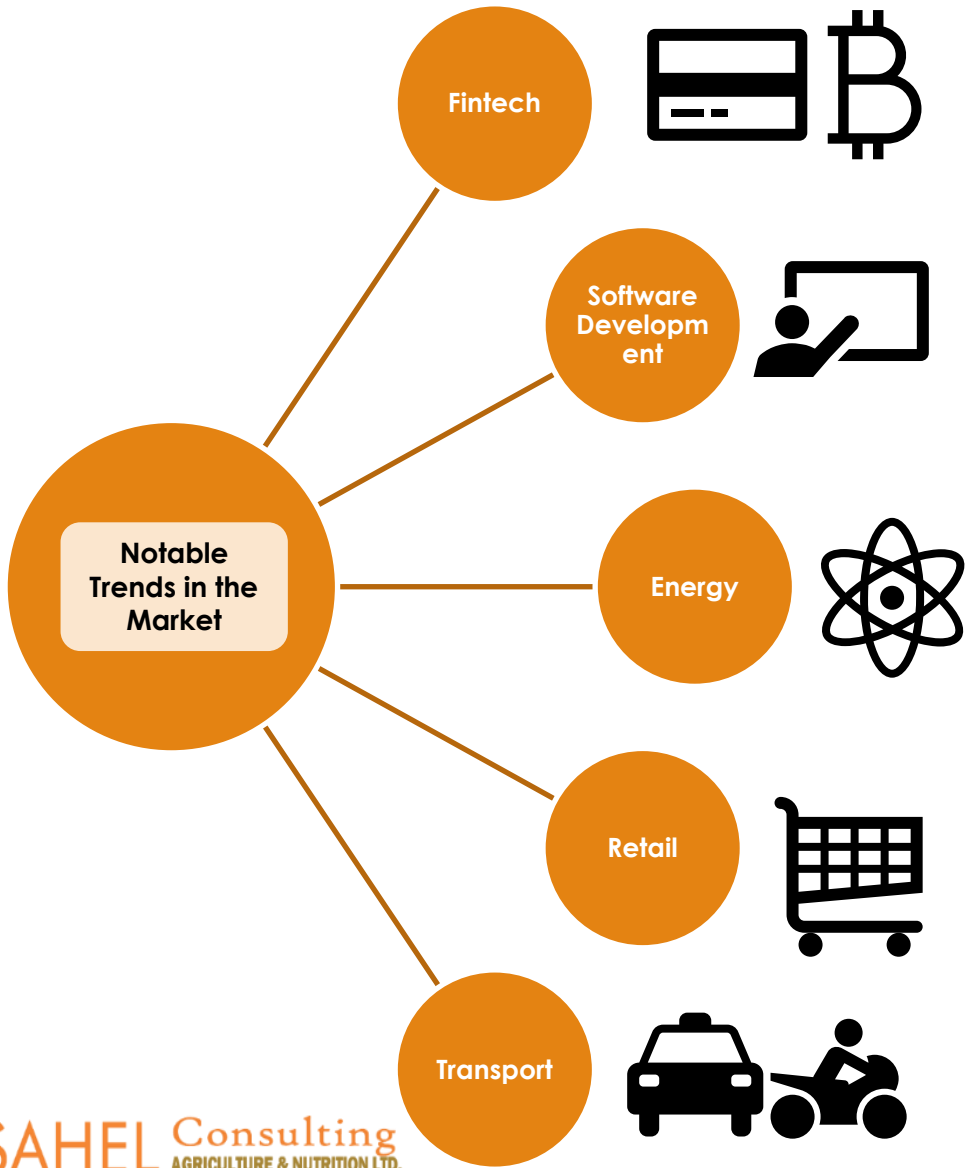 Fintech
Software
Developm
ent
Energy
Notable
Trends in the
Market
Retail
Transport
SAHEL Consulting
AGRICULTURE & NUTRITION LTD.